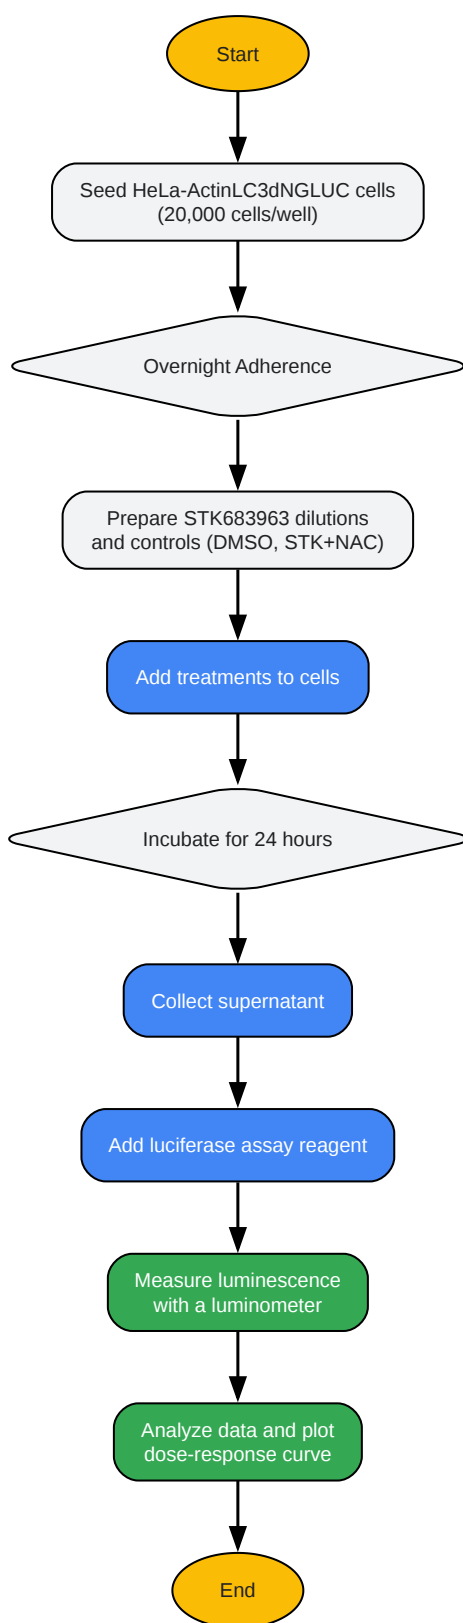 Start
Seed HeLa-ActinLC3dNGLUC cells
(20,000 cells/well)
Overnight Adherence
Prepare STK683963 dilutions
and controls (DMSO, STK+NAC)
Add treatments to cells
Incubate for 24 hours
Collect supernatant
Add luciferase assay reagent
Measure luminescence
with a luminometer
Analyze data and plot
dose-response curve
End